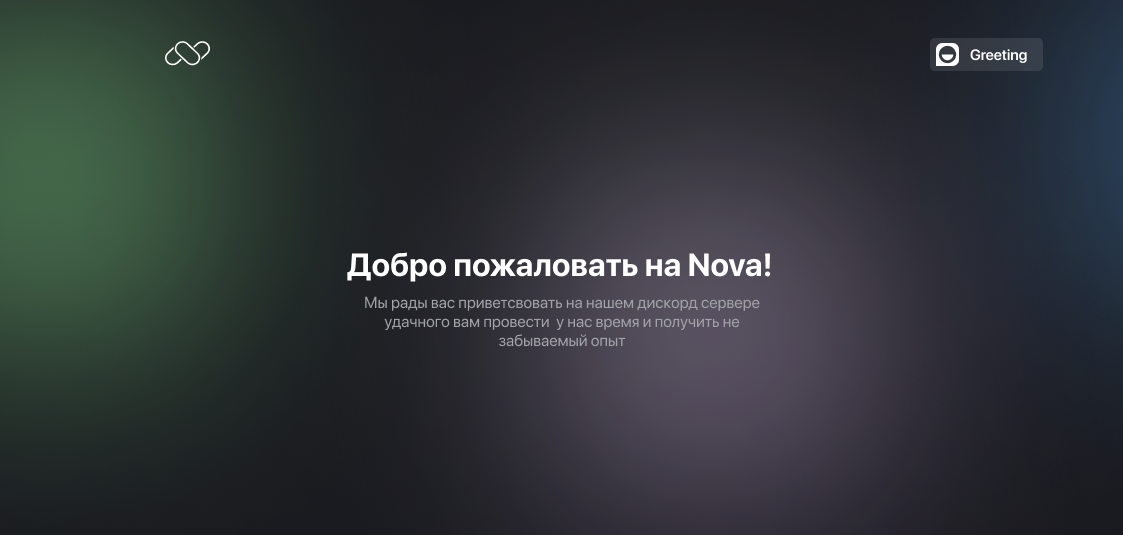 Greeting
Добро пожаловать на Nova!
Мы рады вас приветсвовать на нашем дискорд сервере
удачного вам провести  у нас время и получить не
забываемый опыт